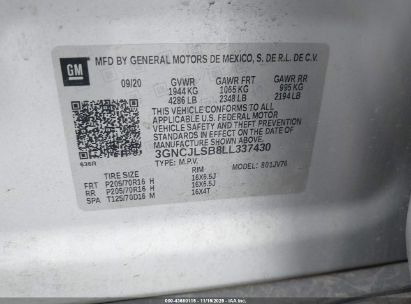 GM
MFD BY GENERAL MOTORS DE MEXICO, S. DE R.L. DE C.V.
09/20 GVWR GAWR FRT GAWR RR
1944 KG 1065 KG 995 KG
4286 LB 2348 LB 2194 LB
THIS VEHICLE CONFORMS TO ALL
APPLICABLE U.S. FEDERAL MOTOR
VEHICLE SAFETY AND THEFT PREVENTION
STANDARDS IN EFFECT ON THE DATE OF
MANUFACTURE SHOWN ABOVE.
3GNCJLSB8LL337430
TYPE: M.P.V. 801JV76
TIRE SIZE RIM
FRT P205/70R16 H 16X6.5J
RR P205/70R16 H 16X6.5J
SPA T125/70D16 M 16X4T